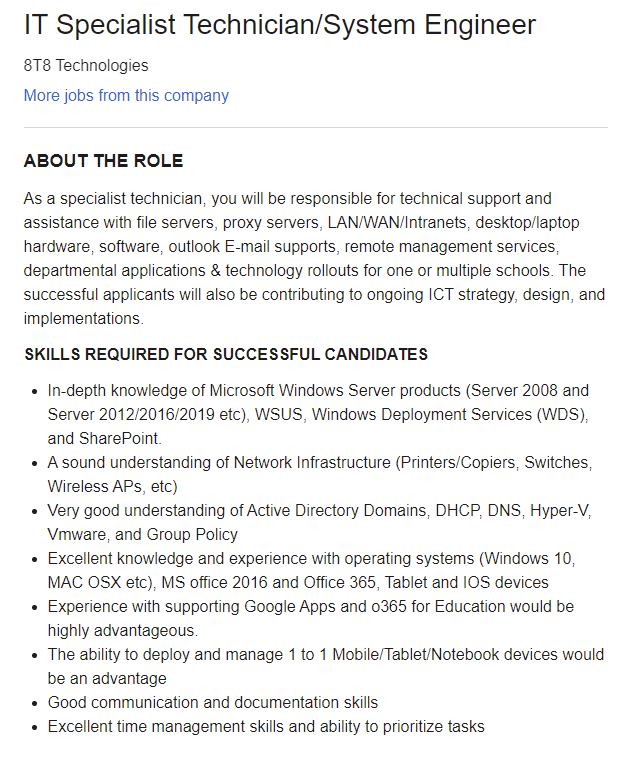 IT Specialist Technician/System Engineer
8T8 Technologies
More jobs from this company
ABOUT THE ROLE
As a specialist technician, you will be responsible for technical support and
assistance with file servers, proxy servers, LAN/WAN/Intranets, desktop/laptop
hardware, software, outlook E-mail supports, remote management services,
departmental applications & technology rollouts for one or multiple schools. The
successful applicants will also be contributing to ongoing ICT strategy, design, and
implementations.
SKILLS REQUIRED FOR SUCCESSFUL CANDIDATES
• In-depth knowledge of Microsoft Windows Server products (Server 2008 and
Server 2012/2016/2019 etc), WSUS, Windows Deployment Services (WDS),
and SharePoint.
• A sound understanding of Network Infrastructure (Printers/Copiers, Switches,
Wireless APs, etc)
• Very good understanding of Active Directory Domains, DHCP, DNS, Hyper-V,
Vmware, and Group Policy
• Excellent knowledge and experience with operating systems (Windows 10,
MAC OSX etc), MS office 2016 and Office 365, Tablet and IOS devices
• Experience with supporting Google Apps and o365 for Education would be
highly advantageous.
• The ability to deploy and manage 1 to 1 Mobile/Tablet/Notebook devices would
be an advantage
• Good communication and documentation skills
• Excellent time management skills and ability to prioritize tasks